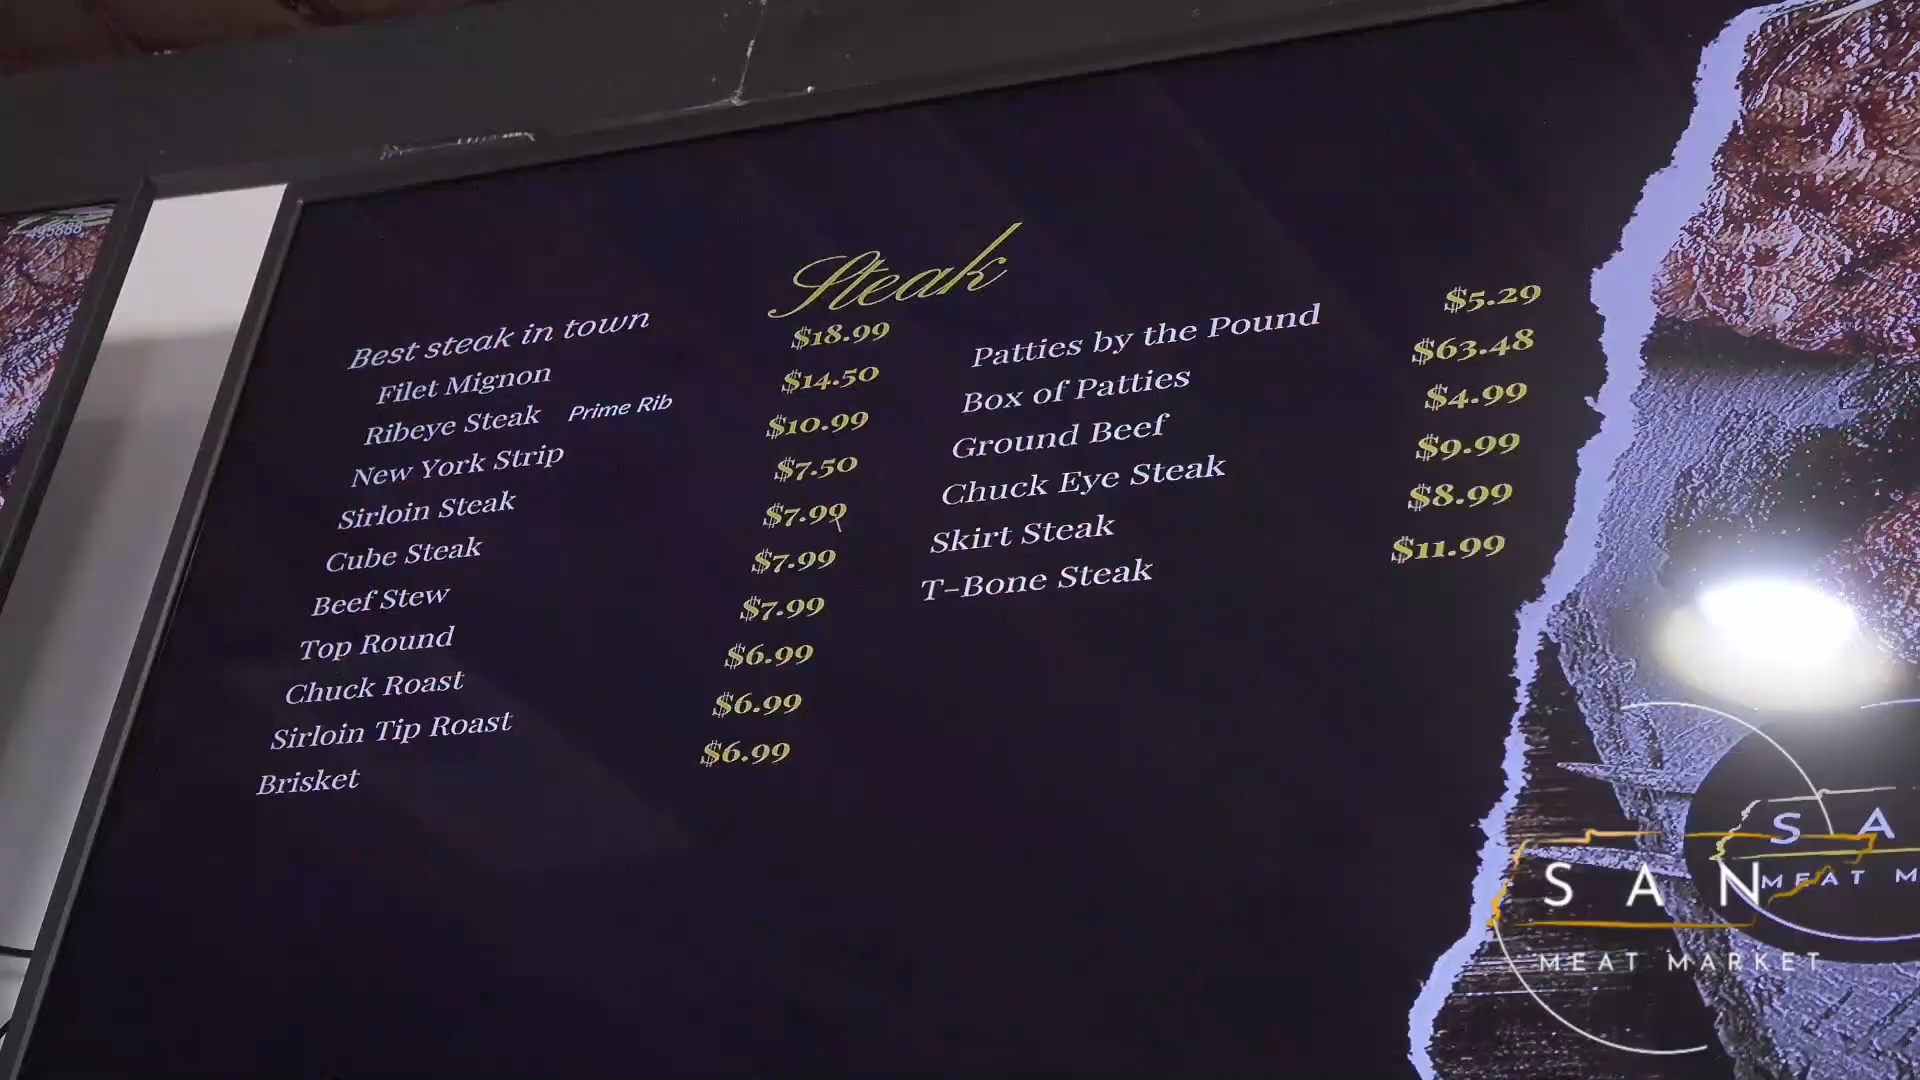 495888
Steak
Best steak in town
Filet Mignon $18.99
Ribeye Steak Prime Rib $14.50
New York Strip $10.99
Sirloin Steak $7.50
Cube Steak $7.99
Beef Stew $7.99
Top Round $7.99
Chuck Roast $6.99
Sirloin Tip Roast $6.99
Brisket $6.99
Patties by the Pound $5.29
Box of Patties $63.48
Ground Beef $4.99
Chuck Eye Steak $9.99
Skirt Steak $8.99
T-Bone Steak $11.99
S A
MEAT M
SAN
MEAT MARKET